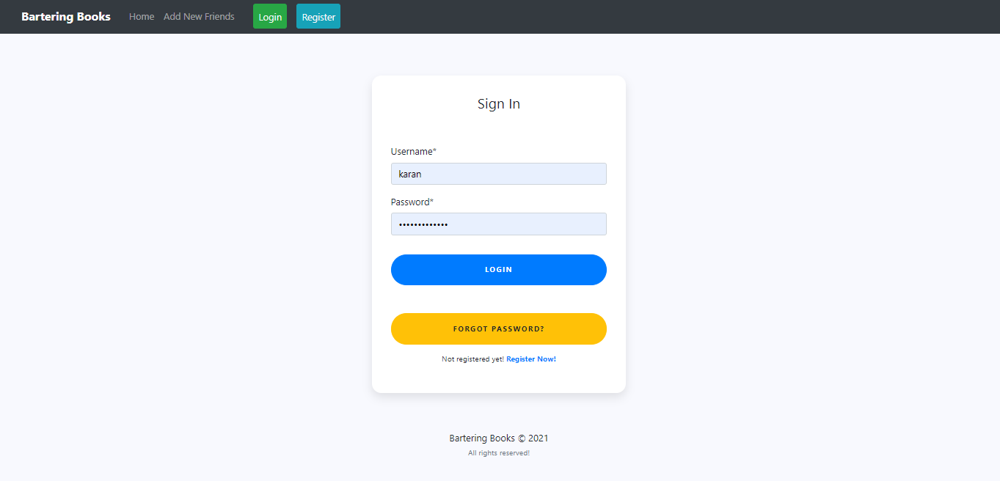 Bartering Books Home Add New Friends Login Register
Sign In
Username*
karan
Password*
•••••••••••••
LOGIN
FORGOT PASSWORD?
Not registered yet! Register Now!
Bartering Books © 2021
All rights reserved!